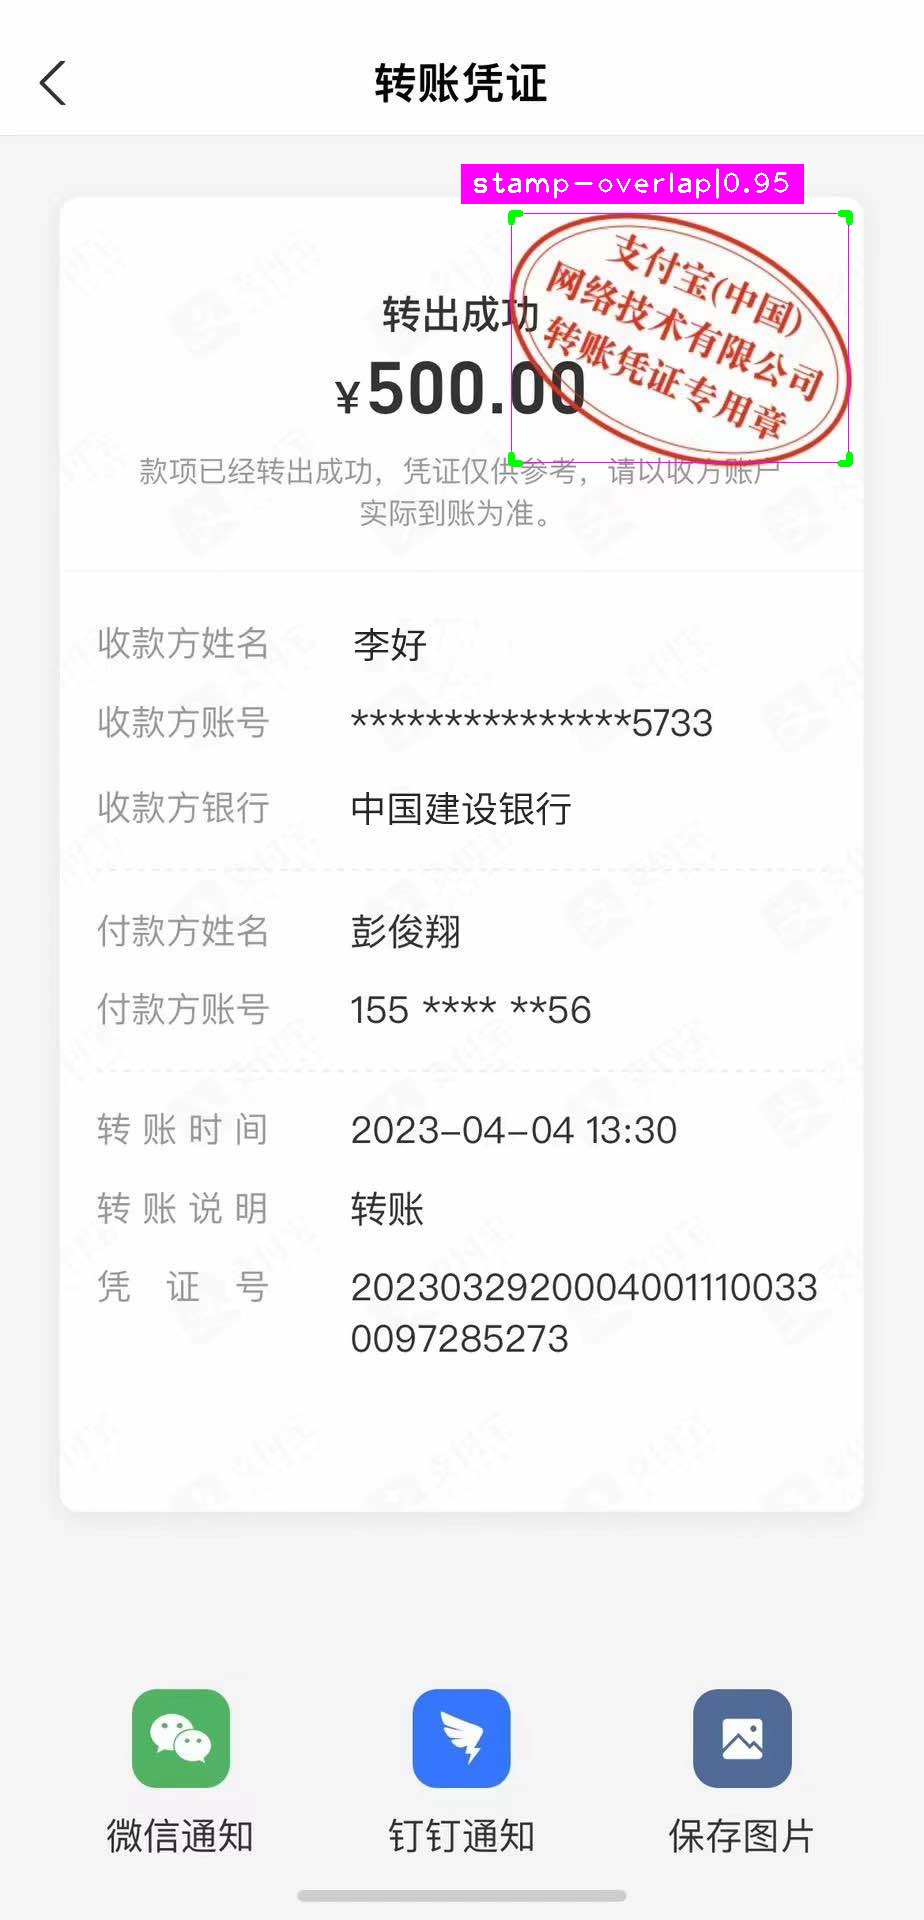 转账凭证
stamp-overlap|0.95
支付宝(中国)
网络技术有限公司
转账凭证专用章
转出成功
¥500.00
款项已经转出成功，凭证仅供参考，请以收方账户
实际到账为准。
收款方姓名 李好
收款方账号 ***************5733
收款方银行 中国建设银行
付款方姓名 彭俊翔
付款方账号 155 **** **56
转账时间 2023-04-04 13:30
转账说明 转账
凭证号 2023032920004001110033
0097285273
微信通知 钉钉通知 保存图片